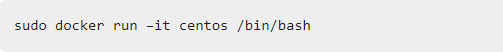 sudo docker run –it centos /bin/bash